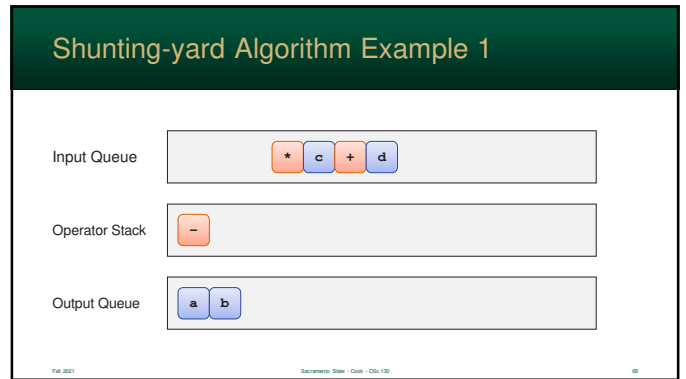 Shunting-yard Algorithm Example 1
Input Queue * c + d
Operator Stack −
Output Queue a b
Fall 2021 Sacramento State - Cook - CSc 130 68